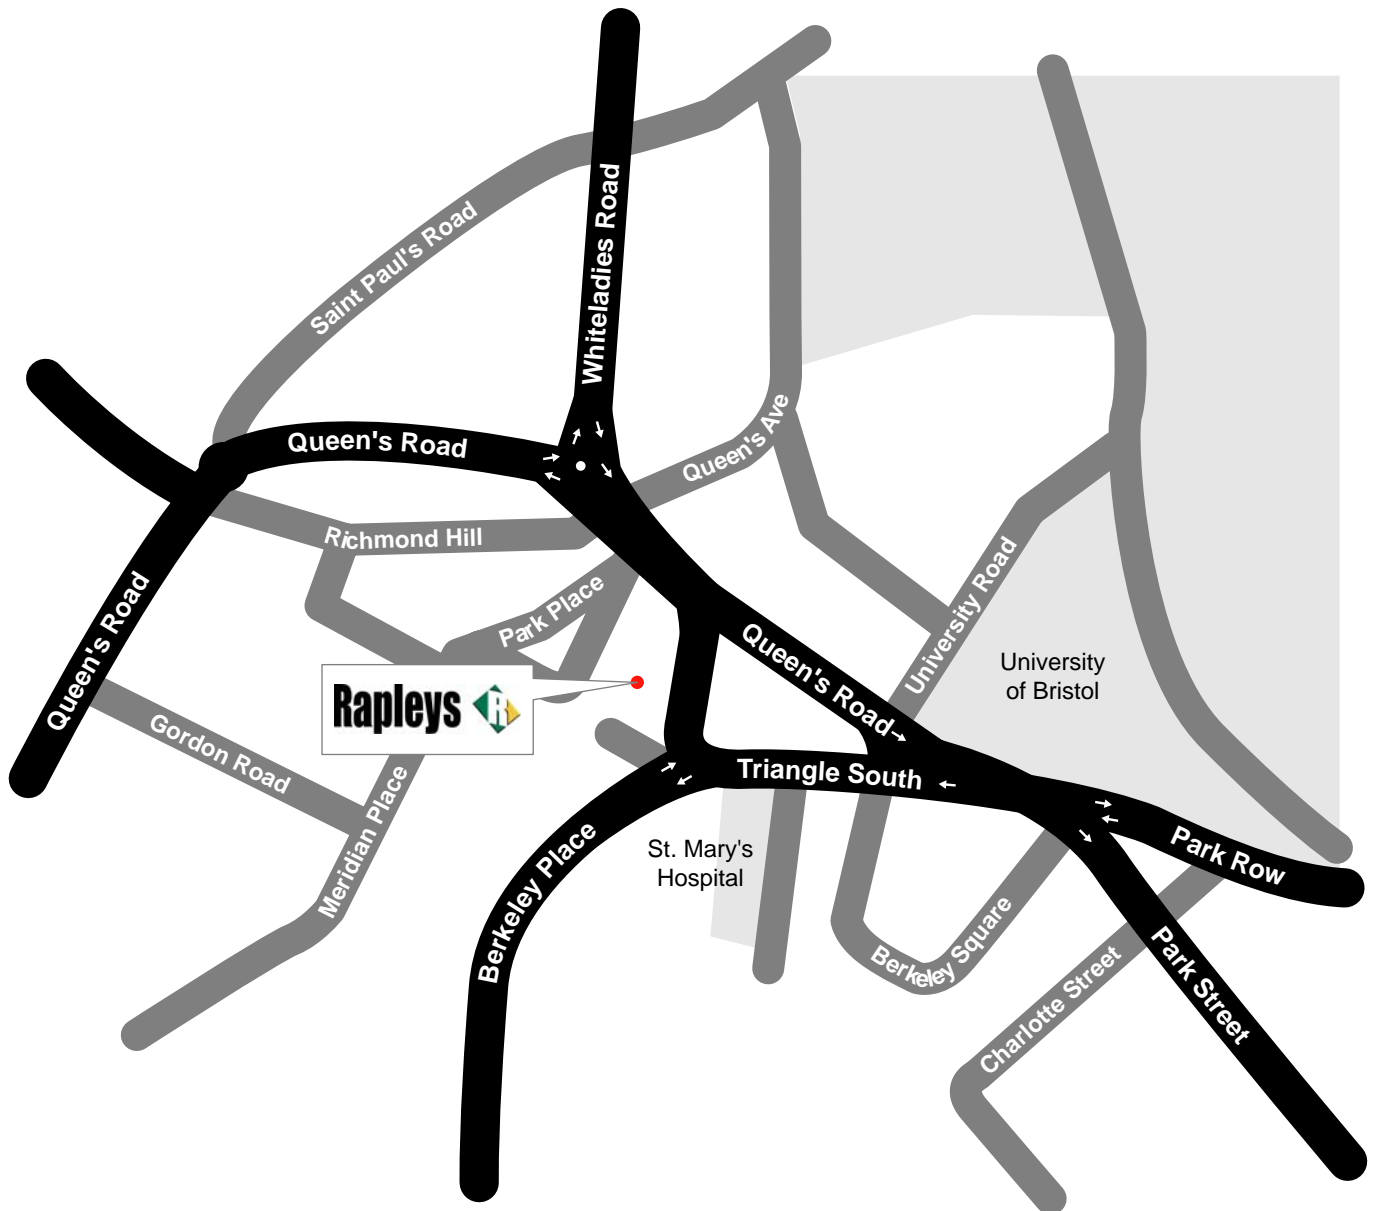 Whiteladies Road
Saint Paul's Road
Queen's Road
Queen's Ave
Richmond Hill
Park Place
University Road
Queen's Road
Queen's Road
University
of Bristol
Rapleys
R
Gordon Road
Meridian Place
Triangle South
St. Mary's
Hospital
Berkeley Place
Park Row
Berkeley Square
Park Street
Charlotte Street